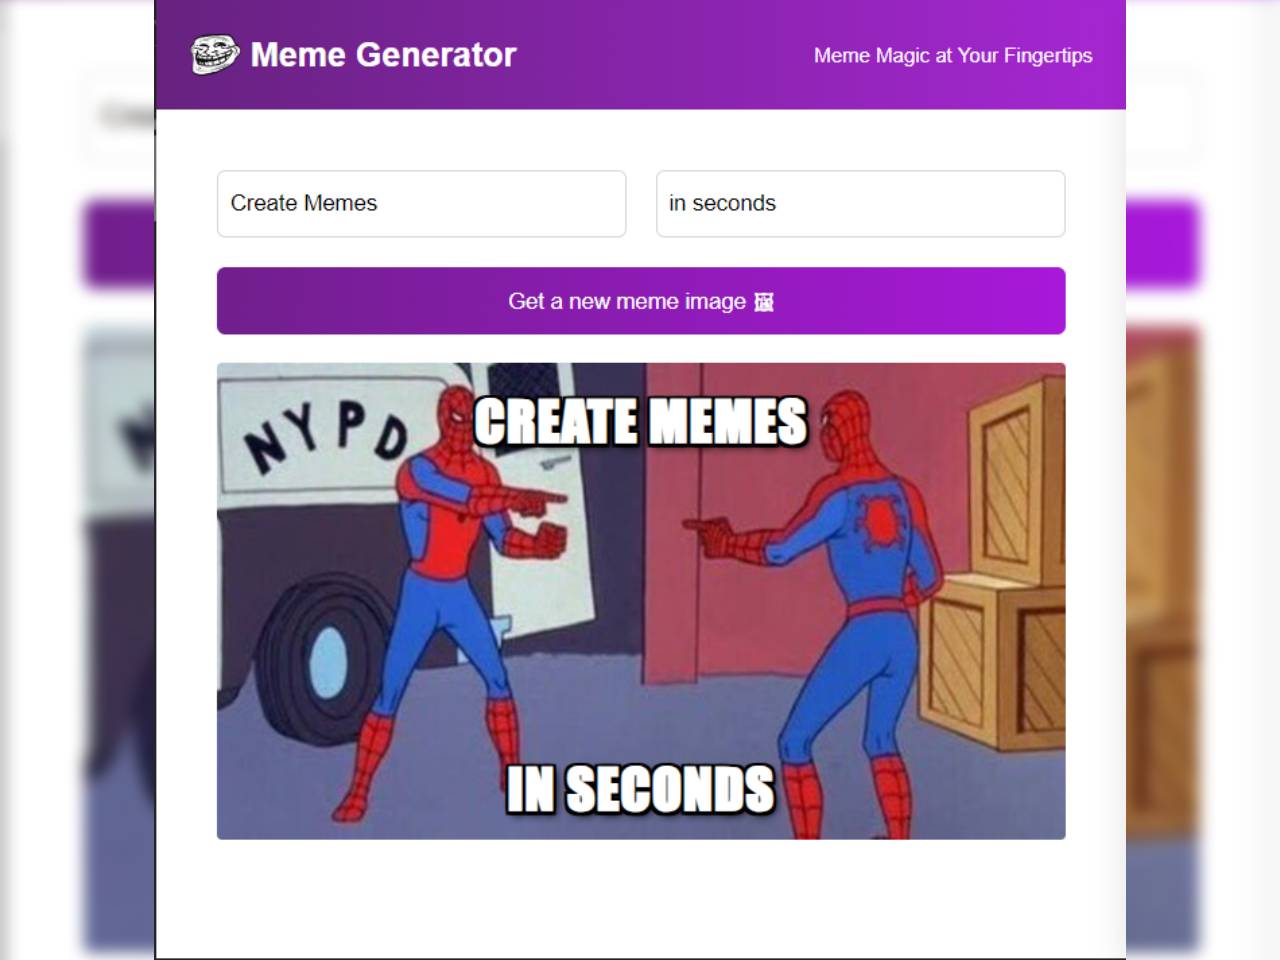 Meme Generator
Meme Magic at Your Fingertips
Create Memes
in seconds
Get a new meme image 🖼
NYPD
CREATE MEMES
IN SECONDS